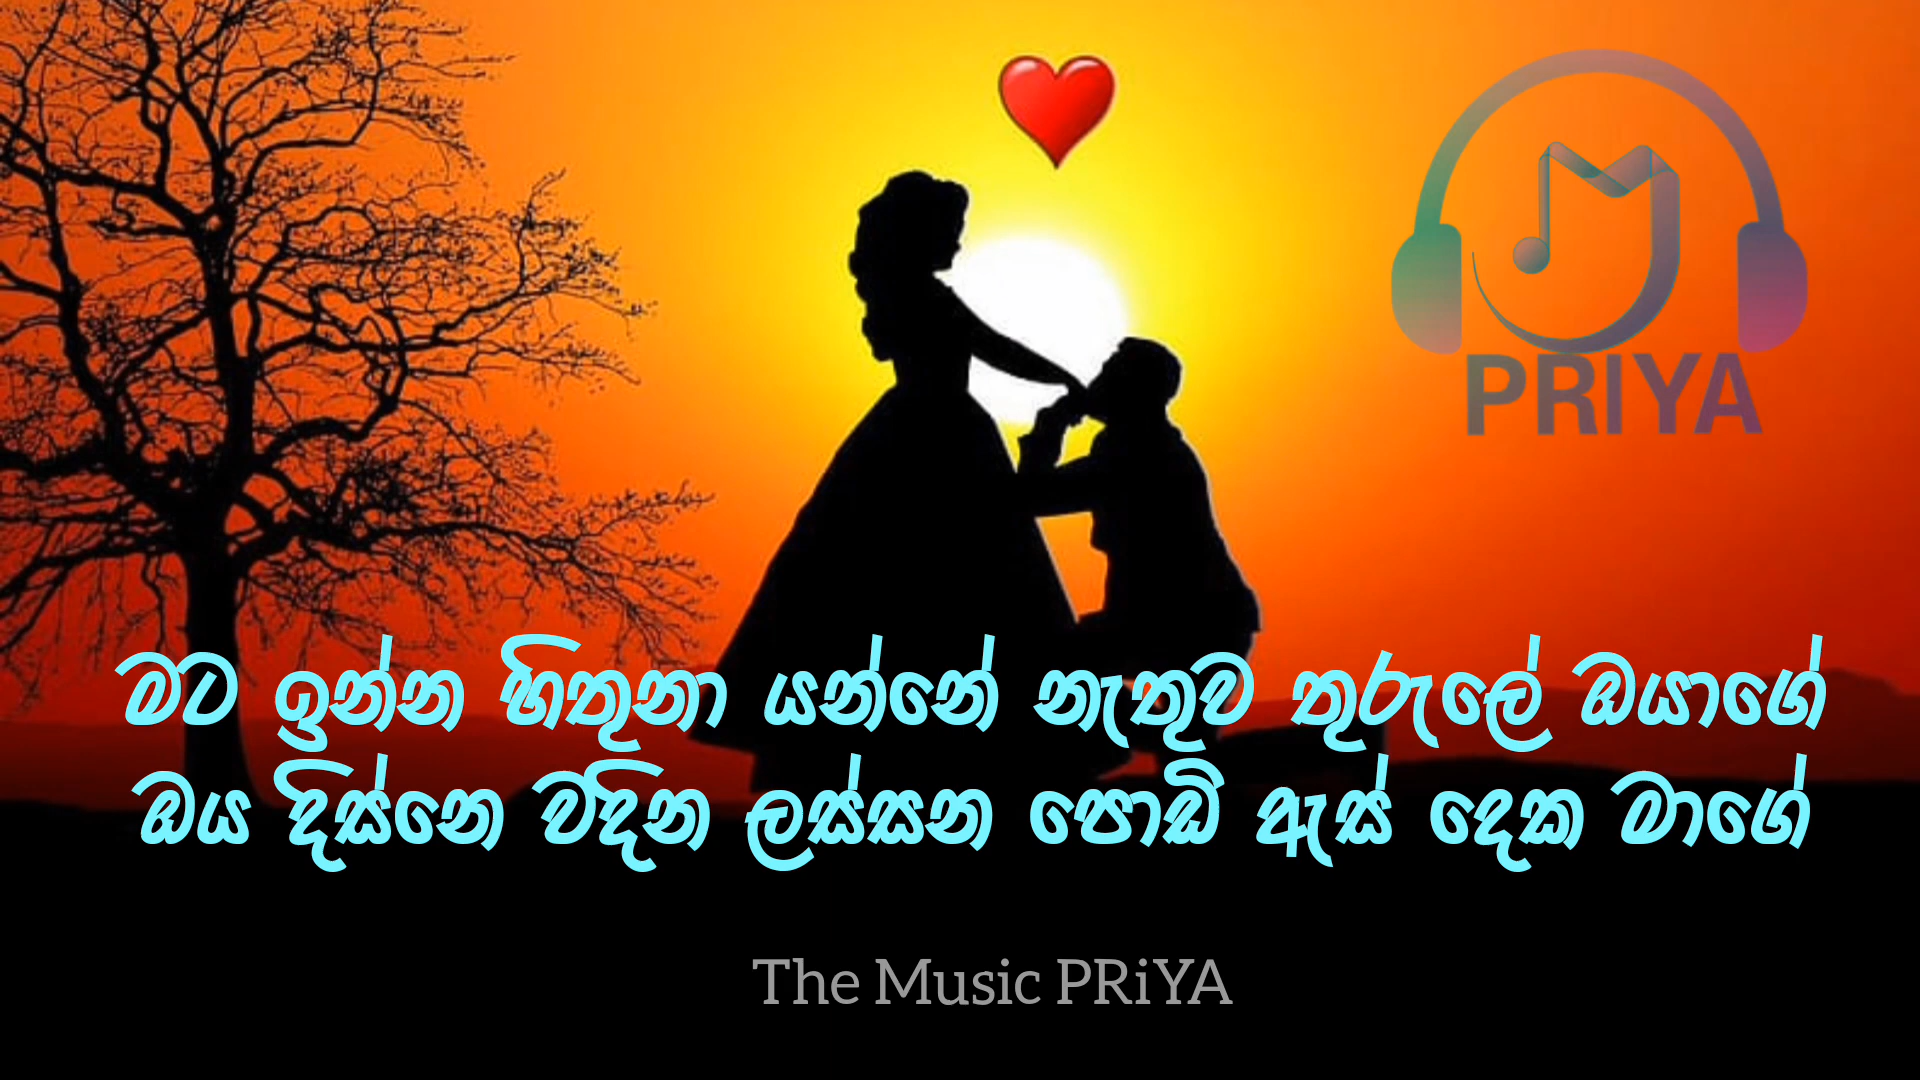 PRiYA
මට ඉන්න හිතුනා යන්නේ නැතුව තුරුලේ ඔයාගේ
ඔය දිස්නෙ වදින ලස්සන පොඩි ඇස් දෙක මාගේ
The Music PRiYA